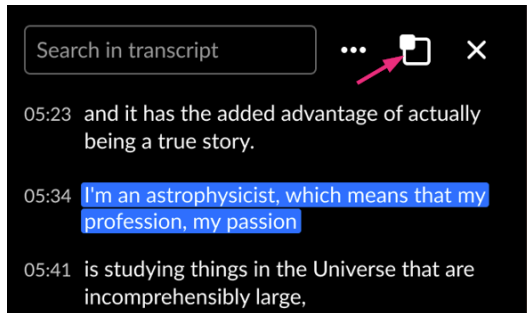 Search in transcript
05:23 and it has the added advantage of actually
being a true story.
05:34 I'm an astrophysicist, which means that my
profession, my passion
05:41 is studying things in the Universe that are
incomprehensibly large,